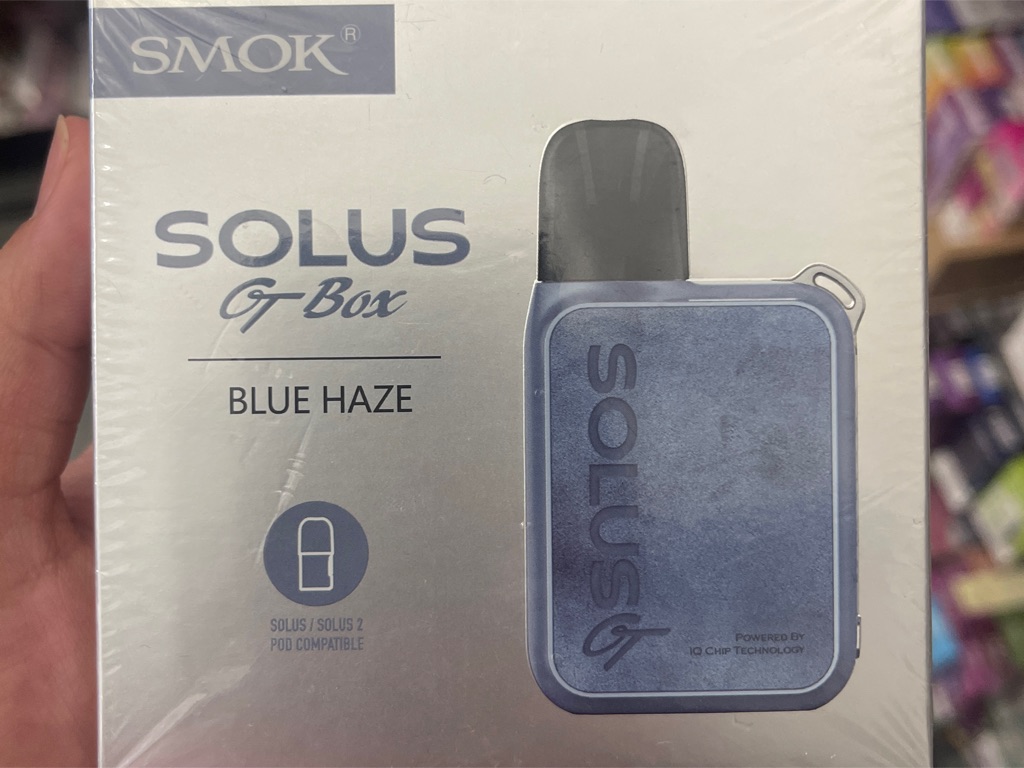 SMOK®
SOLUS
GT Box
BLUE HAZE
SOLUS / SOLUS 2
POD COMPATIBLE
SOLUS GT
POWERED BY
IQ CHIP TECHNOLOGY